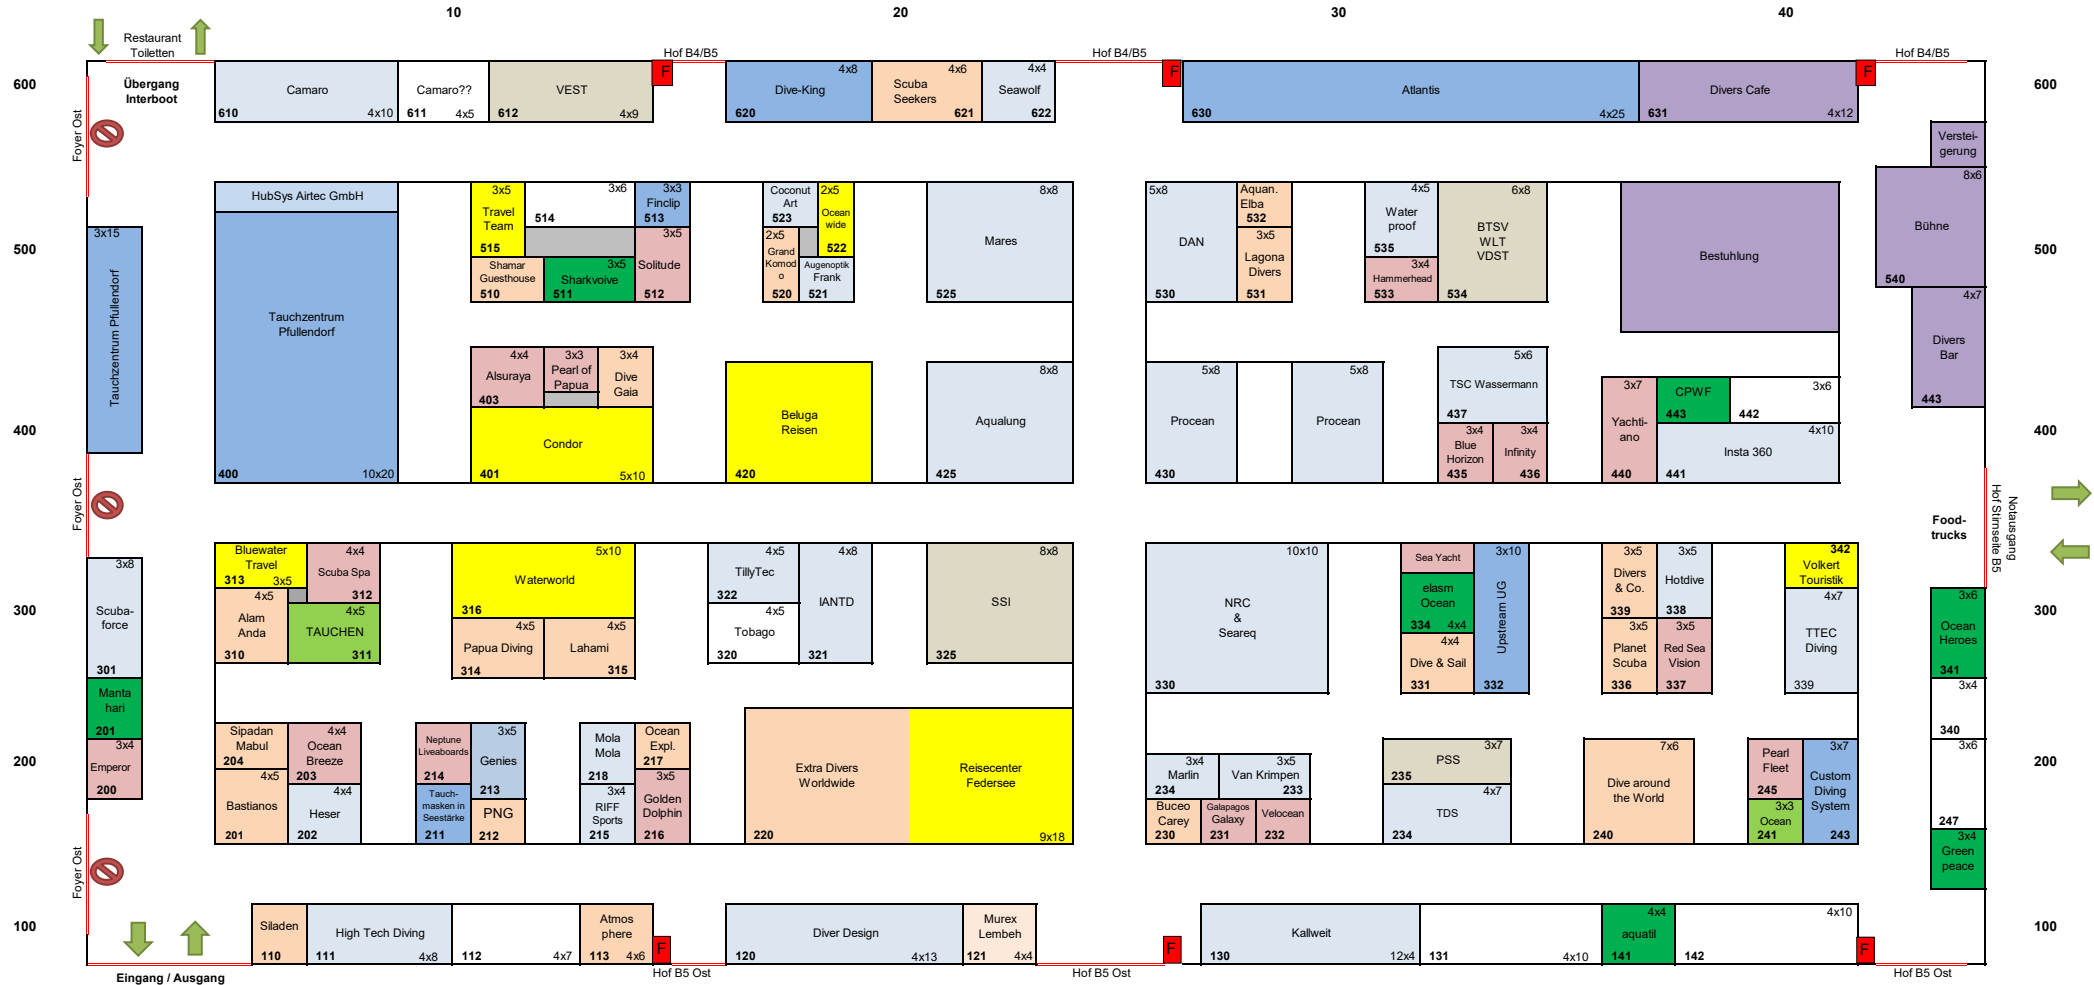 10
20
30
40
Restaurant
Toiletten
Hof B4/B5
Hof B4/B5
Hof B4/B5
600
Übergang
Interboot
Camaro
610
4x10
Camaro??
611
4x5
VEST
612
4x9
F
4x8
Dive-King
620
4x6
Scuba
Seekers
621
4x4
Seawolf
622
F
Atlantis
630
4x25
Divers Cafe
631
4x12
F
600
Foyer Ost
Verstei-
gerung
HubSys Airtec GmbH
3x5
Travel
Team
515
3x6
514
3x3
Finclip
513
Coconut
Art
523
2x5
Ocean
wide
522
8x8
Mares
525
5x8
DAN
530
Aquan.
Elba
532
4x5
Water
proof
535
6x8
BTSV
WLT
VDST
534
Bestuhlung
8x6
Bühne
540
500
3x15
Tauchzentrum Pfullendorf
Shamar
Guesthouse
510
3x5
Sharkvoive
511
3x5
Solitude
512
2x5
Grand
Komod
o
520
Augenoptik
Frank
521
3x5
Lagona
Divers
531
3x4
Hammerhead
533
500
4x7
Divers
Bar
443
Tauchzentrum
Pfullendorf
400
10x20
4x4
Alsuraya
403
3x3
Pearl of
Papua
3x4
Dive
Gaia
Condor
401
5x10
Beluga
Reisen
420
8x8
Aqualung
425
5x8
Procean
430
5x8
Procean
5x6
TSC Wassermann
437
3x4
Blue
Horizon
435
3x4
Infinity
436
3x7
Yachti-
ano
440
CPWF
443
3x6
442
4x10
Insta 360
441
400
400
Foyer Ost
Food-
trucks
Notausgang
Hof Stirnseite B5
3x8
Scuba-
force
301
Bluewater
Travel
313
3x5
4x4
Scuba Spa
312
4x5
Alam
Anda
310
4x5
TAUCHEN
311
5x10
Waterworld
316
4x5
Papua Diving
314
4x5
Lahami
315
4x5
TillyTec
322
4x5
Tobago
320
4x8
IANTD
321
8x8
SSI
325
10x10
NRC
&
Seareq
330
Sea Yacht
elasm
Ocean
334
4x4
4x4
Dive & Sail
331
3x10
Upstream UG
332
3x5
Divers
& Co.
339
3x5
Hotdive
338
3x5
Planet
Scuba
336
3x5
Red Sea
Vision
337
342
Volkert
Touristik
4x7
TTEC
Diving
339
3x6
Ocean
Heroes
341
300
300
Manta
hari
201
3x4
Emperor
200
3x4
340
3x6
247
3x4
Green
peace
200
Sipadan
Mabul
204
4x4
Ocean
Breeze
203
4x5
Bastianos
201
4x4
Heser
202
Neptune
Liveaboards
214
3x5
Genies
213
Tauch-
masken in
Seestärke
211
PNG
212
Mola
Mola
218
Ocean
Expl.
217
3x4
RIFF
Sports
215
3x5
Golden
Dolphin
216
Extra Divers
Worldwide
220
Reisecenter
Federsee
9x18
3x4
Marlin
234
3x5
Van Krimpen
233
Buceo
Carey
230
Galapagos
Galaxy
231
Velocean
232
3x7
PSS
235
4x7
TDS
234
7x6
Dive around
the World
240
Pearl
Fleet
245
3x3
Ocean
241
3x7
Custom
Diving
System
243
200
Foyer Ost
100
Siladen
110
High Tech Diving
111
4x8
112
4x7
Atmos
phere
113
4x6
F
Diver Design
120
4x13
Murex
Lembeh
121
4x4
F
Kallweit
130
12x4
131
4x10
4x4
aquatil
141
4x10
142
F
100
Eingang / Ausgang
Hof B5 Ost
Hof B5 Ost
Hof B5 Ost